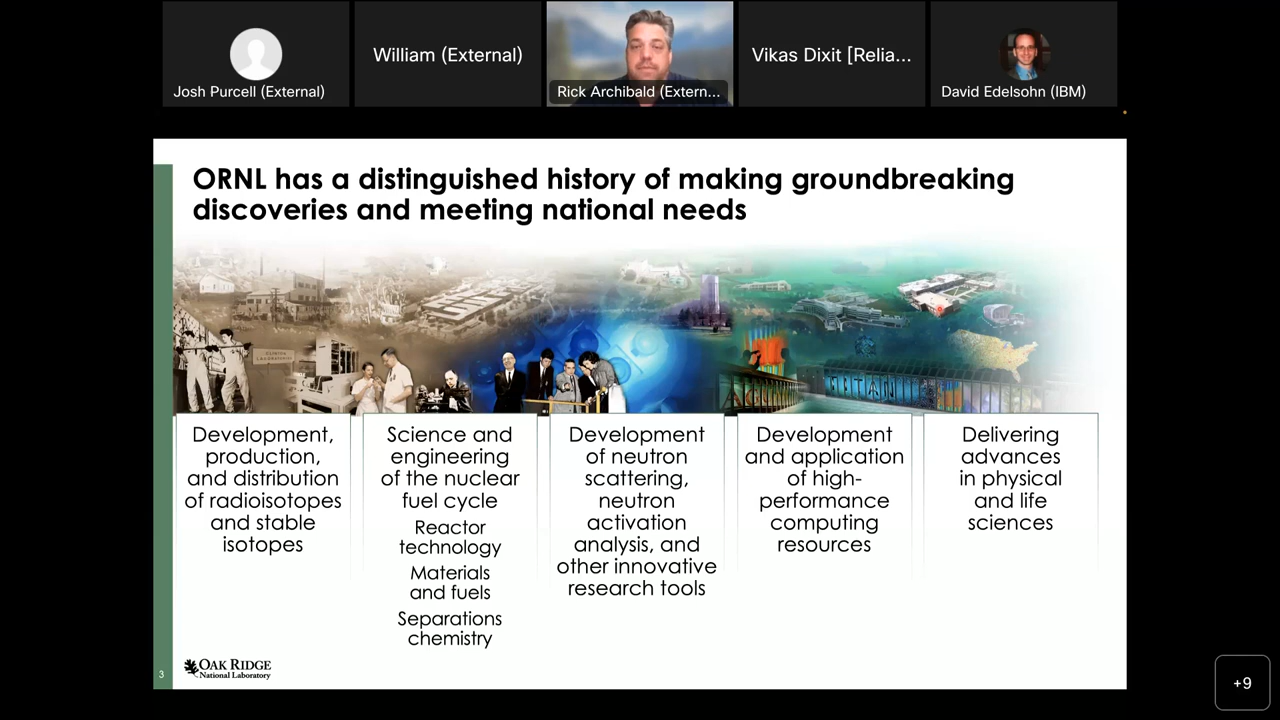 Josh Purcell (External)
William (External)
Rick Archibald (Extern...
Vikas Dixit [Relia...
David Edelsohn (IBM)
ORNL has a distinguished history of making groundbreaking
discoveries and meeting national needs
CLINTON
LABORATORIES
TITAN
Development,
production,
and distribution
of radioisotopes
and stable
isotopes
Science and
engineering
of the nuclear
fuel cycle
Reactor
technology
Materials
and fuels
Separations
chemistry
Development
of neutron
scattering,
neutron
activation
analysis, and
other innovative
research tools
Development
and application
of high-
performance
computing
resources
Delivering
advances
in physical
and life
sciences
3
OAK RIDGE
National Laboratory
+9